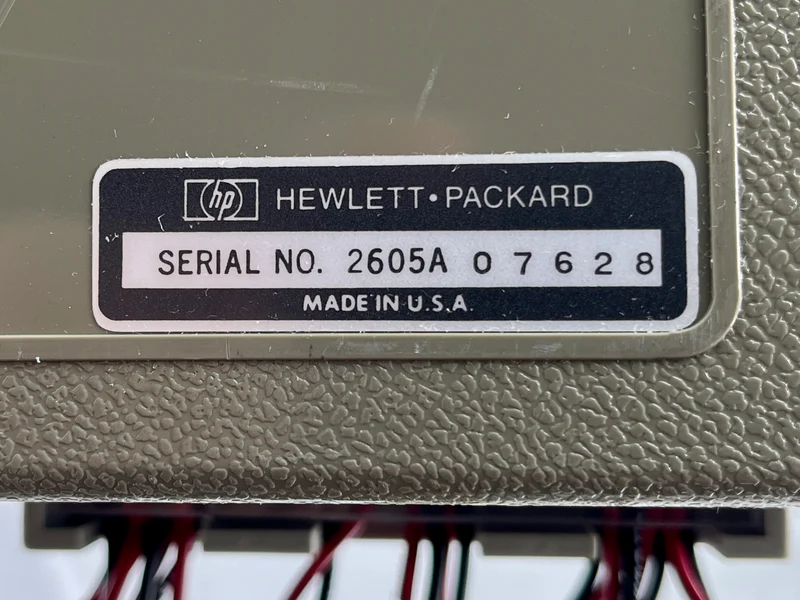 hp HEWLETT•PACKARD
SERIAL NO. 2605A 07628
MADE IN U.S.A.